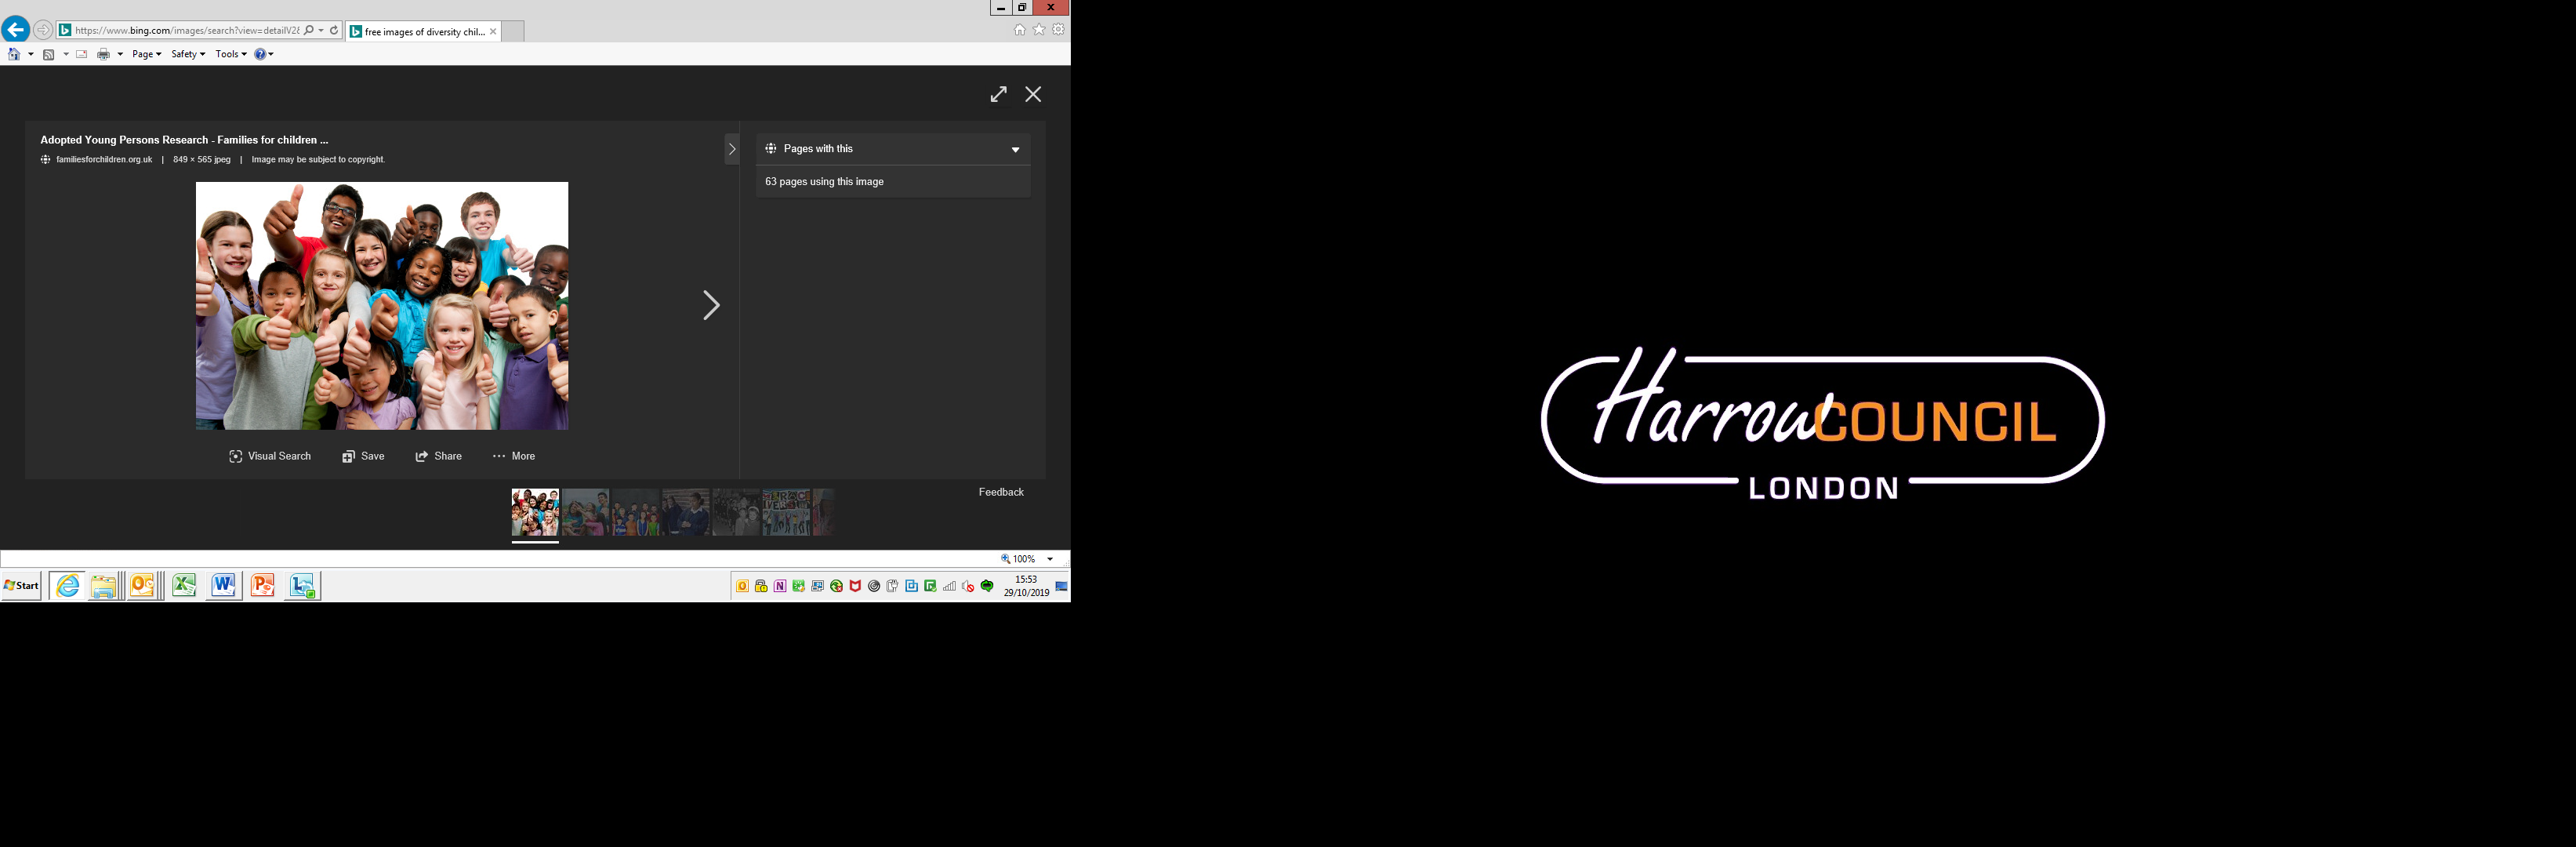 https://www.bing.com/images/search?view=detailV2&
free images of diversity chil...
Page
Safety
Tools
Adopted Young Persons Research - Families for children ...
familiesforchildren.org.uk | 849 × 565 jpeg | Image may be subject to copyright.
Pages with this
63 pages using this image
Visual Search
Save
Share
More
Feedback
100%
Start
15:53
29/10/2019
Harrow COUNCIL
LONDON